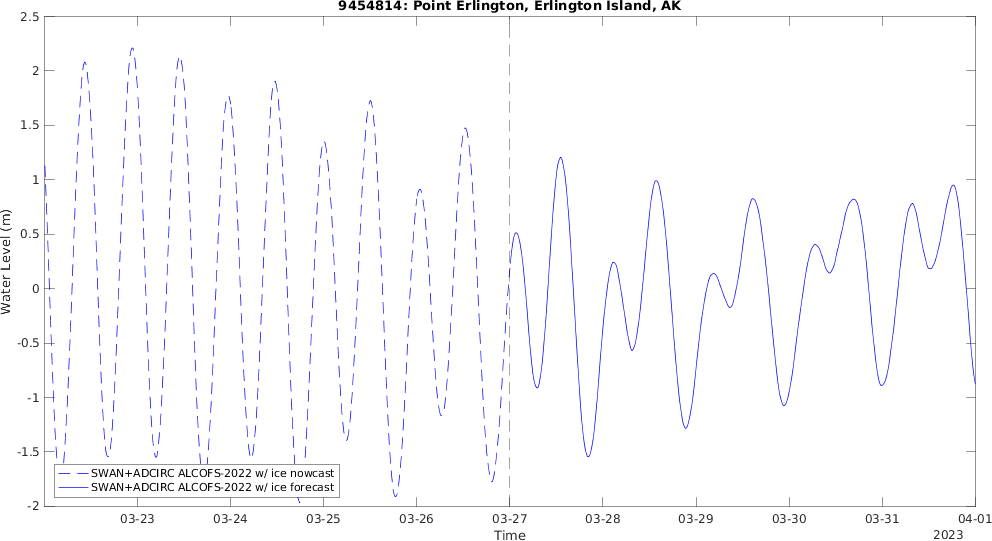 9454814: Point Erlington, Erlington Island, AK
2.5
2
1.5
1
0.5
0
-0.5
-1
-1.5
-2
Water Level (m)
SWAN+ADCIRC ALCOFS-2022 w/ ice nowcast
SWAN+ADCIRC ALCOFS-2022 w/ ice forecast
03-23 03-24 03-25 03-26 03-27 03-28 03-29 03-30 03-31 04-01
Time
2023